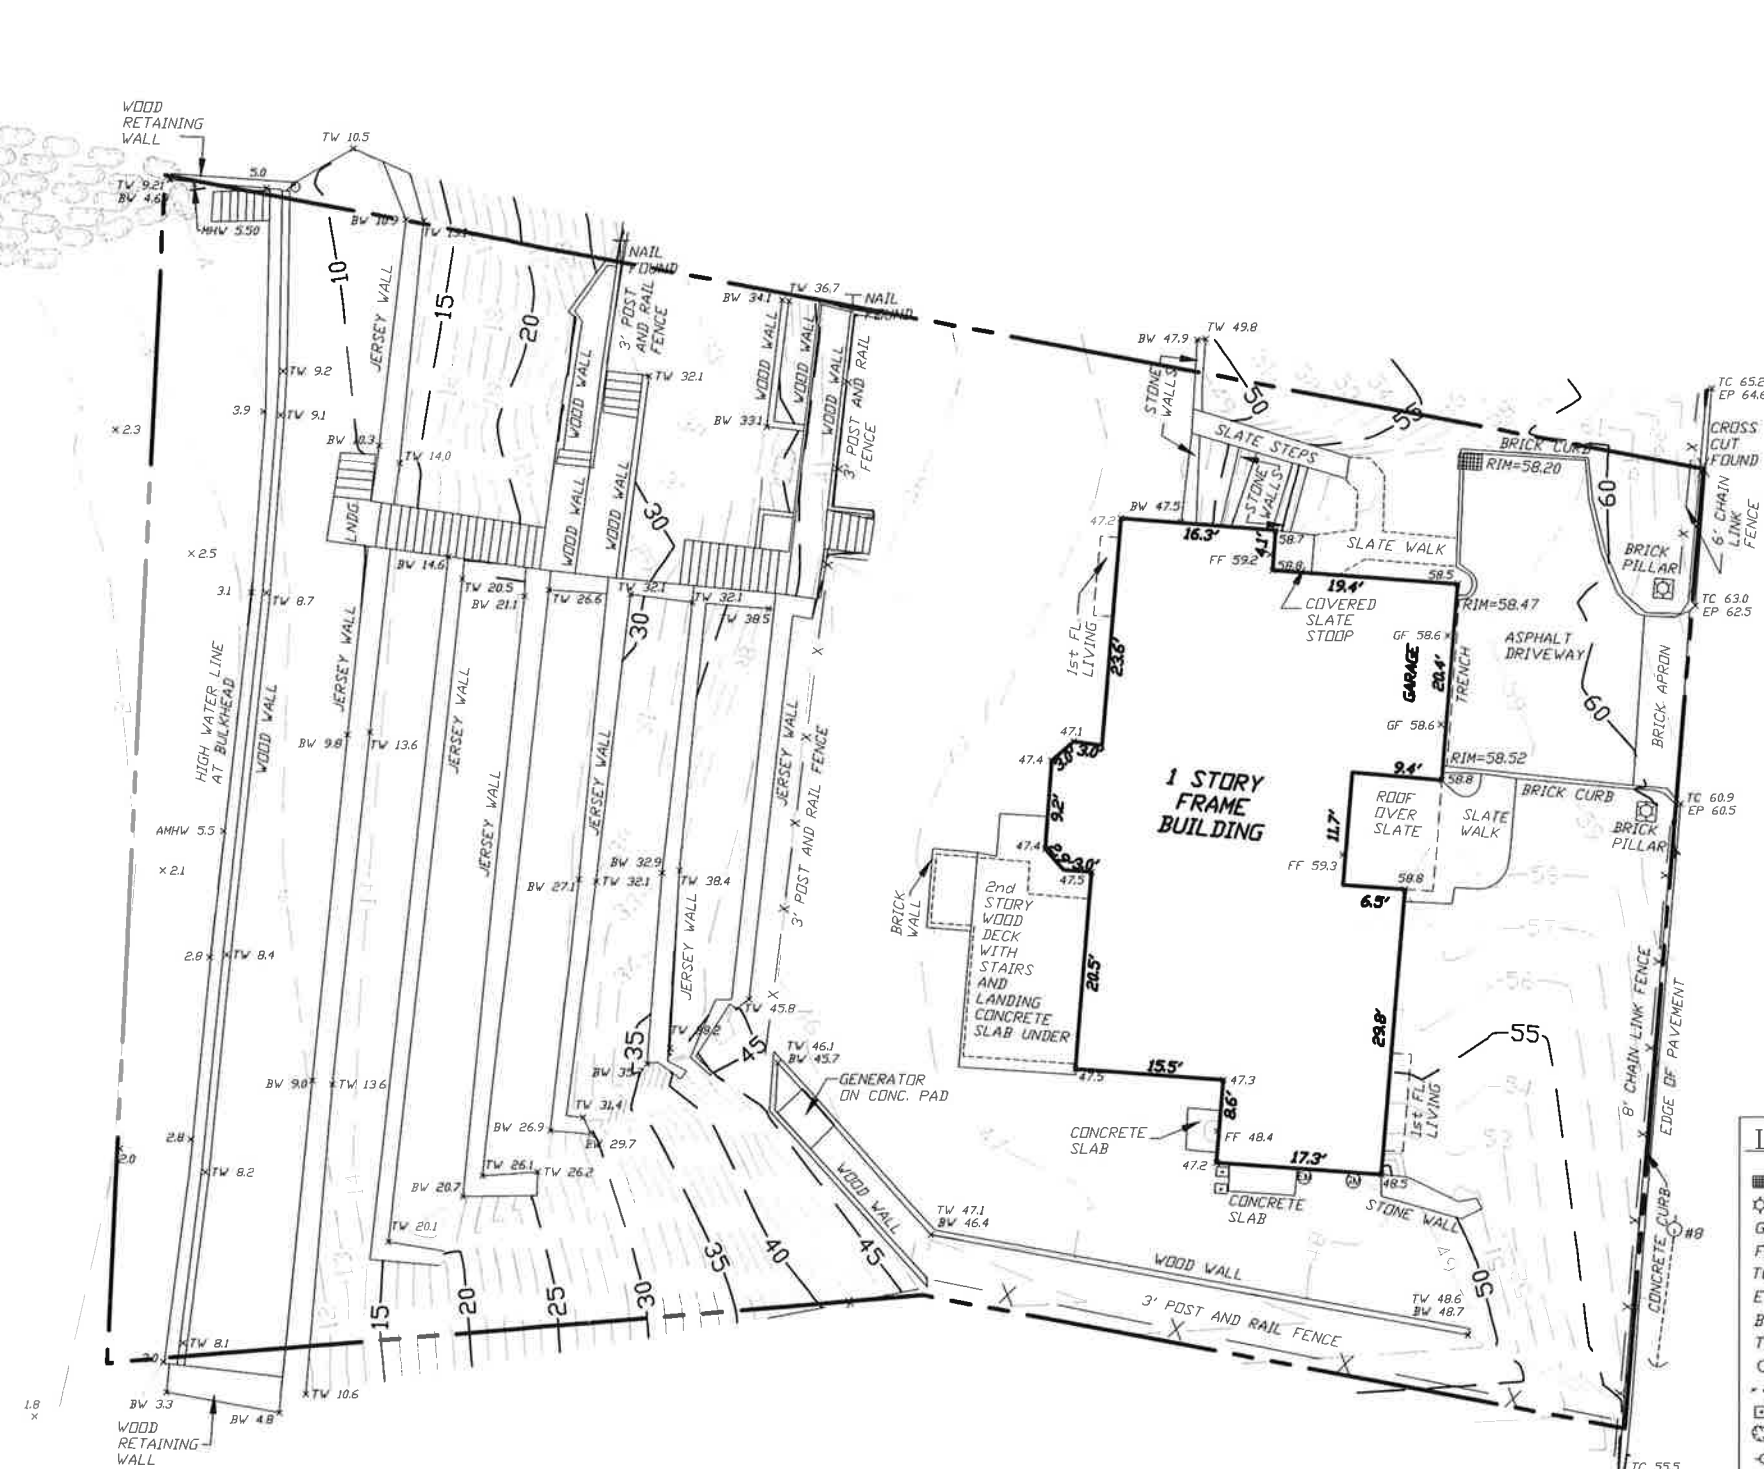 WOOD
RETAINING
WALL
TW 10.5
5.0
TW 9.21
BW 4.6
MHW 5.50
BW 10.9
10
15
20
JERSEY WALL
NAIL
FOUND
3' POST
AND RAIL
FENCE
BW 34.1
TW 36.7
NAIL
FOUND
WOOD WALL
WOOD WALL
WOOD WALL
WOOD WALL
3' POST AND RAIL
FENCE
BW 47.9
TW 49.8
STONE
WALLS
50
55
TC 65.2
CROSS
CUT
FOUND
6' CHAIN
LINK
FENCE
TW 9.2
3.9
TW 9.1
2.3
TW 14.0
TW 32.1
BW 33.1
SLATE STEPS
STONE
WALLS
BRICK CURB
RIM=58.20
60
LNDG.
WOOD WALL
WOOD WALL
30
BW 47.5
47.2
16.3'
4.1'
58.7
FF 59.2
58.8
SLATE WALK
58.5
19.4'
BRICK
PILLAR
2.5
BW 14.6
3.1
TW 8.7
TW 20.5
BW 21.1
TW 26.6
TW 32.1
TW 32.1
TW 38.5
30
COVERED
SLATE
STOOP
RIM=58.47
TC 63.0
EP 62.5
1st FL.
LIVING
23.6'
GF 58.6
GARAGE
20.4'
TRENCH
ASPHALT
DRIVEWAY
BRICK APRON
60
HIGH WATER LINE
AT BULKHEAD
WOOD WALL
JERSEY WALL
JERSEY WALL
JERSEY WALL
JERSEY WALL
JERSEY WALL
3' POST AND RAIL FENCE
BW 9.8
TW 13.6
47.1
47.4
3.0'
3.0'
GF 58.6
RIM=58.52
9.4'
58.8
1 STORY
FRAME
BUILDING
9.2'
11.7'
ROOF
OVER
SLATE
SLATE
WALK
BRICK CURB
BRICK
PILLAR
TC 60.9
EP 60.5
AMHW 5.5
2.1
47.4
3.0'
47.5
FF 59.3
58.8
6.5'
BW 27.1
TW 32.1
BW 32.9
TW 38.4
JERSEY WALL
BRICK
WALL
2nd
STORY
WOOD
DECK
WITH
STAIRS
AND
LANDING
CONCRETE
SLAB UNDER
20.5'
29.8'
2.8
TW 8.4
TW 45.8
8' CHAIN LINK FENCE
EDGE OF PAVEMENT
35
45
TW 46.1
BW 45.7
GENERATOR
ON CONC. PAD
47.5
15.5'
47.3
8.6'
55
1st FL.
LIVING
BW 9.0
TW 13.6
TW 31.4
BW 26.9
BW 29.7
CONCRETE
SLAB
FF 48.4
47.2
17.3'
48.5
2.8
2.0
TW 8.2
BW 20.7
TW 26.1
TW 26.2
WOOD WALL
CONCRETE
SLAB
STONE WALL
CONCRETE CURB
#8
TW 20.1
TW 47.1
BW 46.4
WOOD WALL
15
20
25
30
35
40
45
50
TW 48.6
BW 48.7
3' POST AND RAIL FENCE
TW 8.1
BW 3.3
BW 4.8
TW 10.6
1.8
WOOD
RETAINING
WALL
TC 55.5